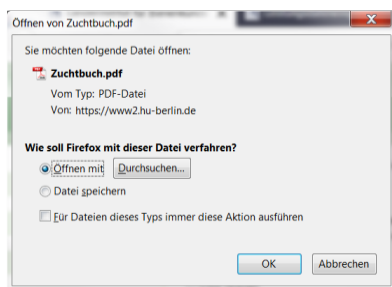 Öffnen von Zuchtbuch.pdf
Sie möchten folgende Datei öffnen:
Zuchtbuch.pdf
Vom Typ: PDF-Datei
Von: https://www2.hu-berlin.de
Wie soll Firefox mit dieser Datei verfahren?
Öffnen mit Durchsuchen...
Datei speichern
Für Dateien dieses Typs immer diese Aktion ausführen
OK Abbrechen